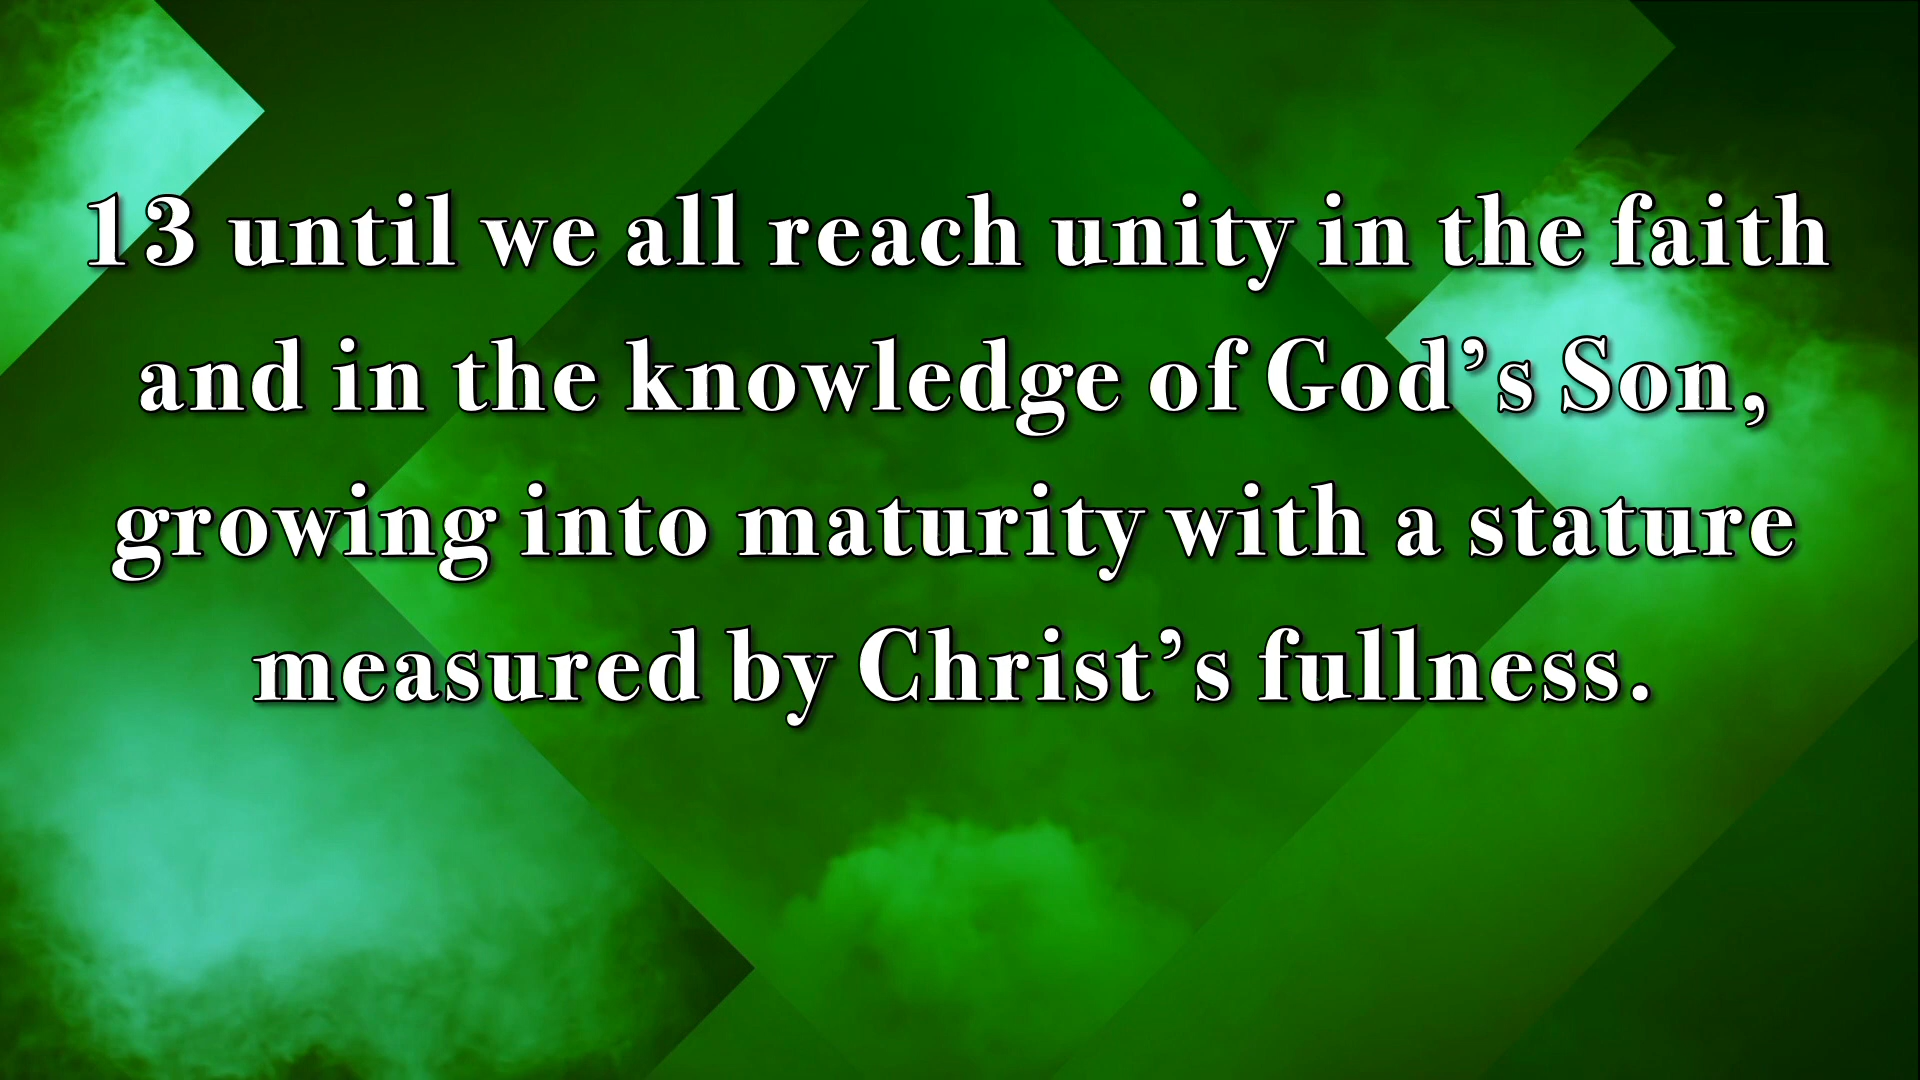 13 until we all reach unity in the faith
and in the knowledge of God’s Son,
growing into maturity with a stature
measured by Christ’s fullness.